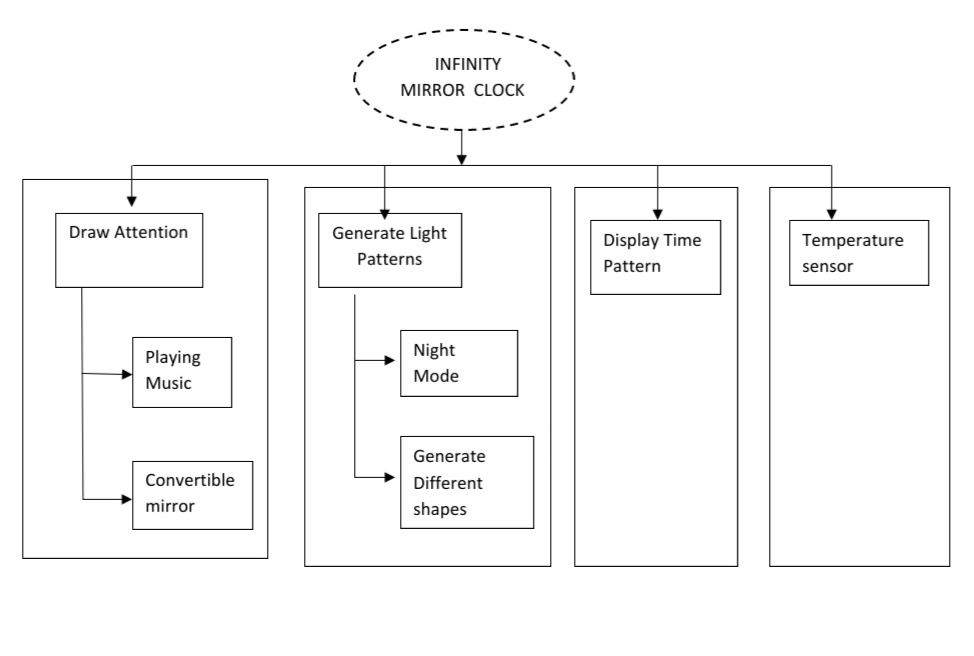 INFINITY
MIRROR CLOCK
Draw Attention
Playing
Music
Convertible
mirror
Generate Light
Patterns
Night
Mode
Generate
Different
shapes
Display Time
Pattern
Temperature
sensor